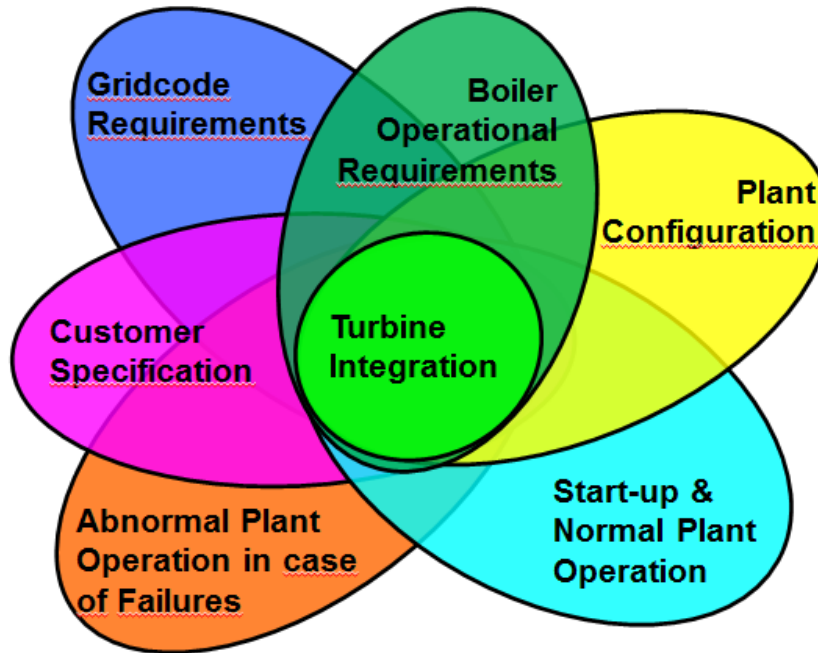 Gridcode
Requirements
Boiler
Operational
Requirements
Plant
Configuration
Customer
Specification
Turbine
Integration
Abnormal Plant
Operation in case
of Failures
Start-up &
Normal Plant
Operation